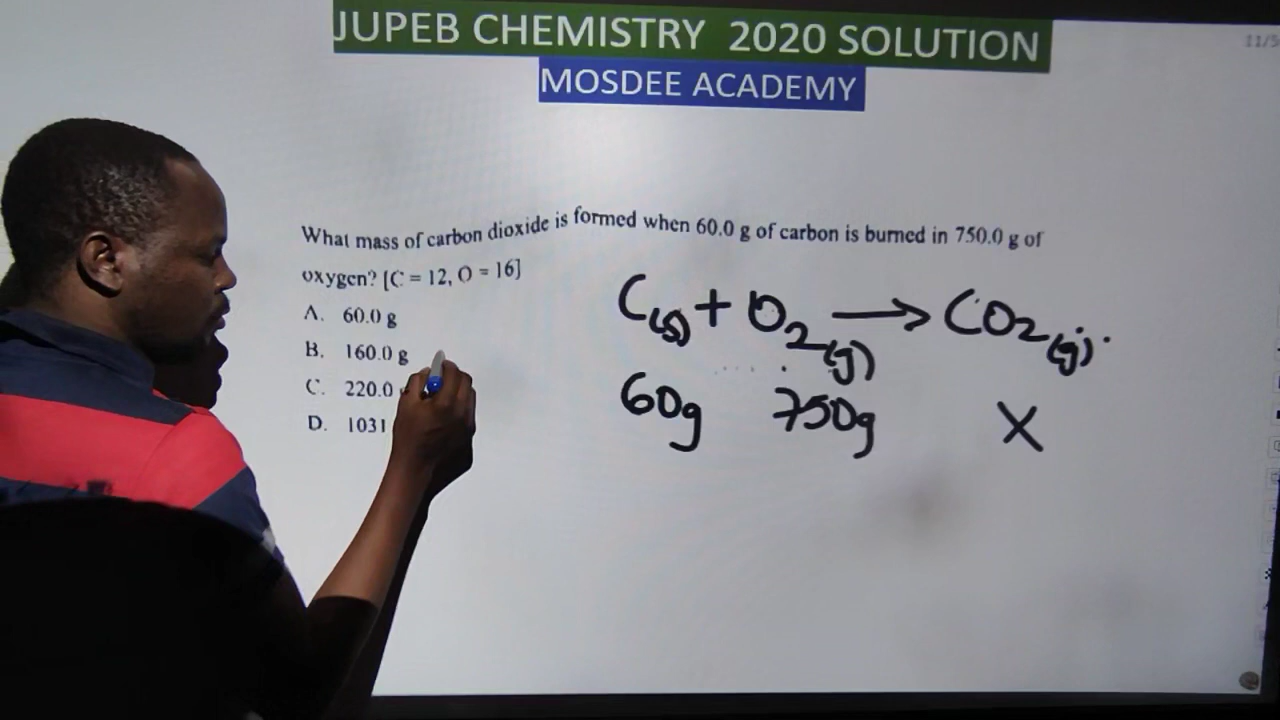 JUPEB CHEMISTRY 2020 SOLUTION
MOSDEE ACADEMY
What mass of carbon dioxide is formed when 60.0 g of carbon is burned in 750.0 g of
oxygen? [C = 12, O = 16]
A. 60.0 g
B. 160.0 g
C. 220.0
D. 1031
C(s) + O2(g) → CO2(g).
60g 750g X